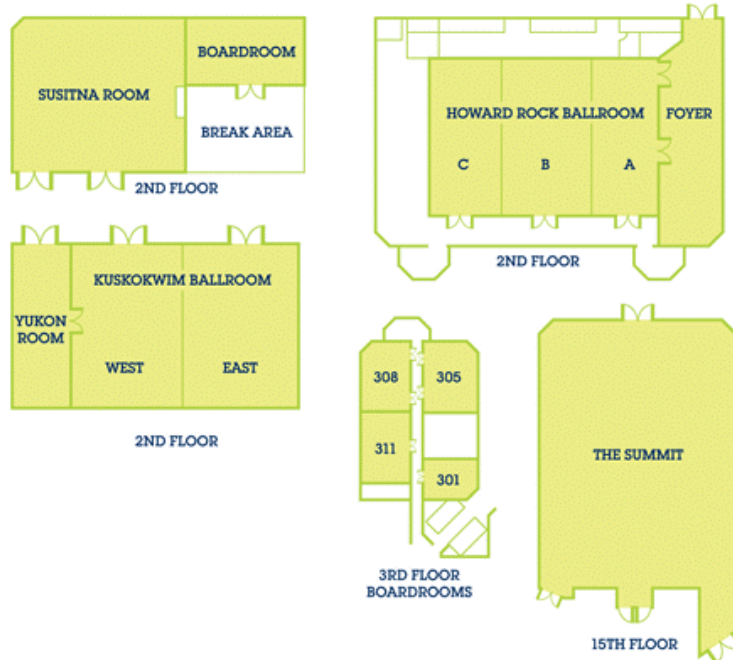 BOARDROOM
SUSITNA ROOM
BREAK AREA
2ND FLOOR
HOWARD ROCK BALLROOM
FOYER
C
B
A
2ND FLOOR
KUSKOKWIM BALLROOM
YUKON
ROOM
WEST
EAST
2ND FLOOR
308
305
311
301
3RD FLOOR
BOARDROOMS
THE SUMMIT
15TH FLOOR